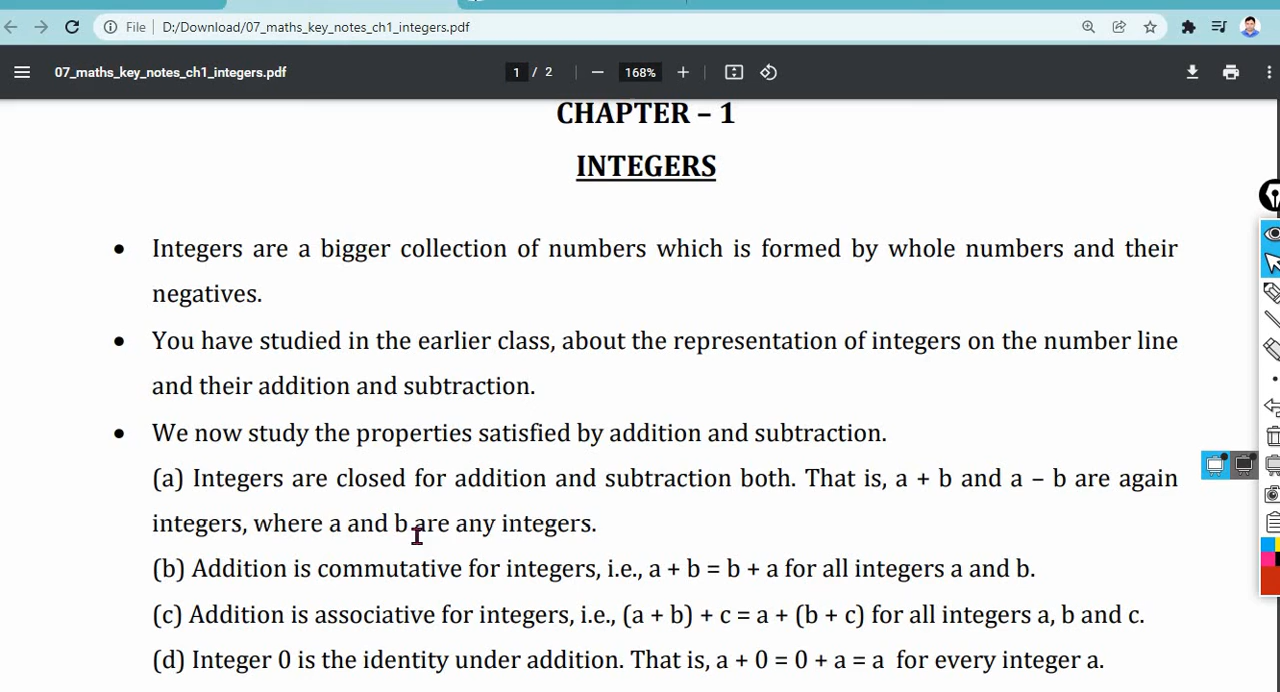 File | D:/Download/07_maths_key_notes_ch1_integers.pdf
07_maths_key_notes_ch1_integers.pdf 1 / 2 168%
CHAPTER – 1
INTEGERS
• Integers are a bigger collection of numbers which is formed by whole numbers and their
negatives.
• You have studied in the earlier class, about the representation of integers on the number line
and their addition and subtraction.
• We now study the properties satisfied by addition and subtraction.
(a) Integers are closed for addition and subtraction both. That is, a + b and a – b are again
integers, where a and b are any integers.
(b) Addition is commutative for integers, i.e., a + b = b + a for all integers a and b.
(c) Addition is associative for integers, i.e., (a + b) + c = a + (b + c) for all integers a, b and c.
(d) Integer 0 is the identity under addition. That is, a + 0 = 0 + a = a for every integer a.